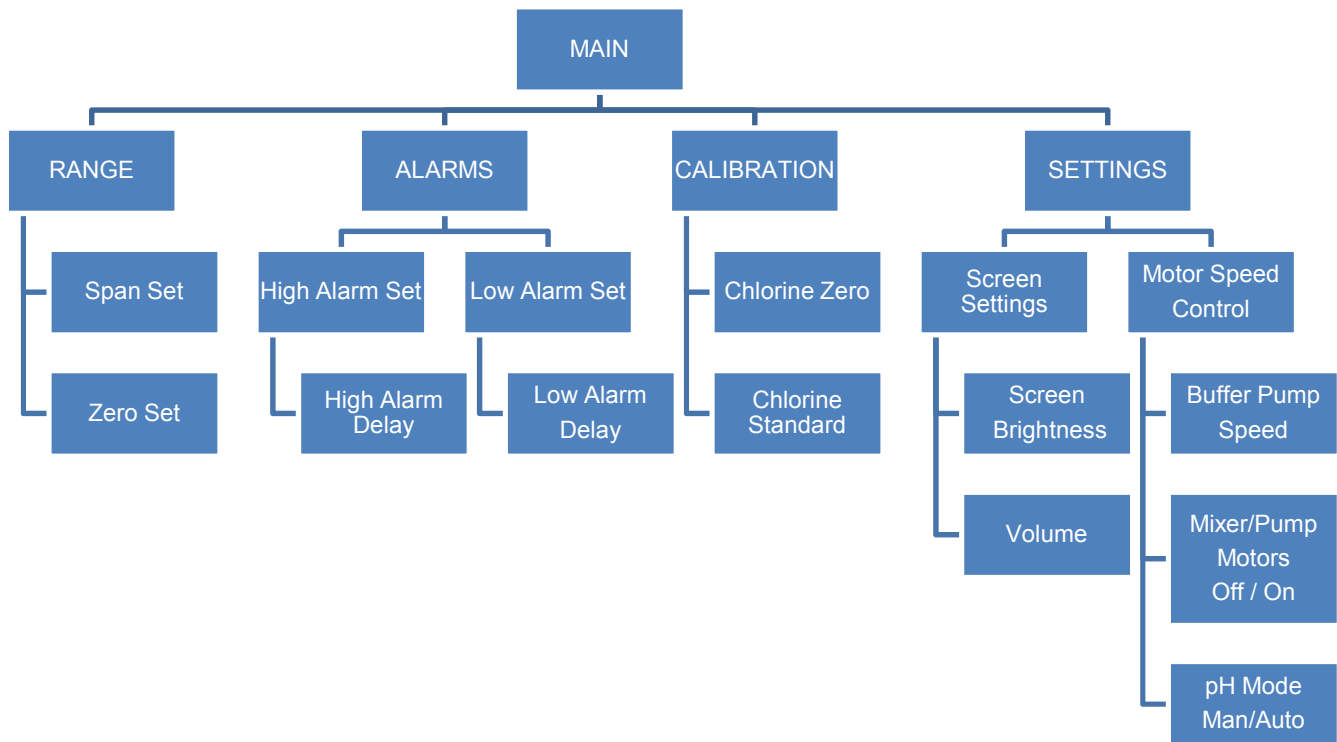 MAIN
RANGE
ALARMS
CALIBRATION
SETTINGS
Span Set
Zero Set
High Alarm Set
High Alarm
Delay
Low Alarm Set
Low Alarm
Delay
Chlorine Zero
Chlorine
Standard
Screen
Settings
Screen
Brightness
Volume
Motor Speed
Control
Buffer Pump
Speed
Mixer/Pump
Motors
Off / On
pH Mode
Man/Auto